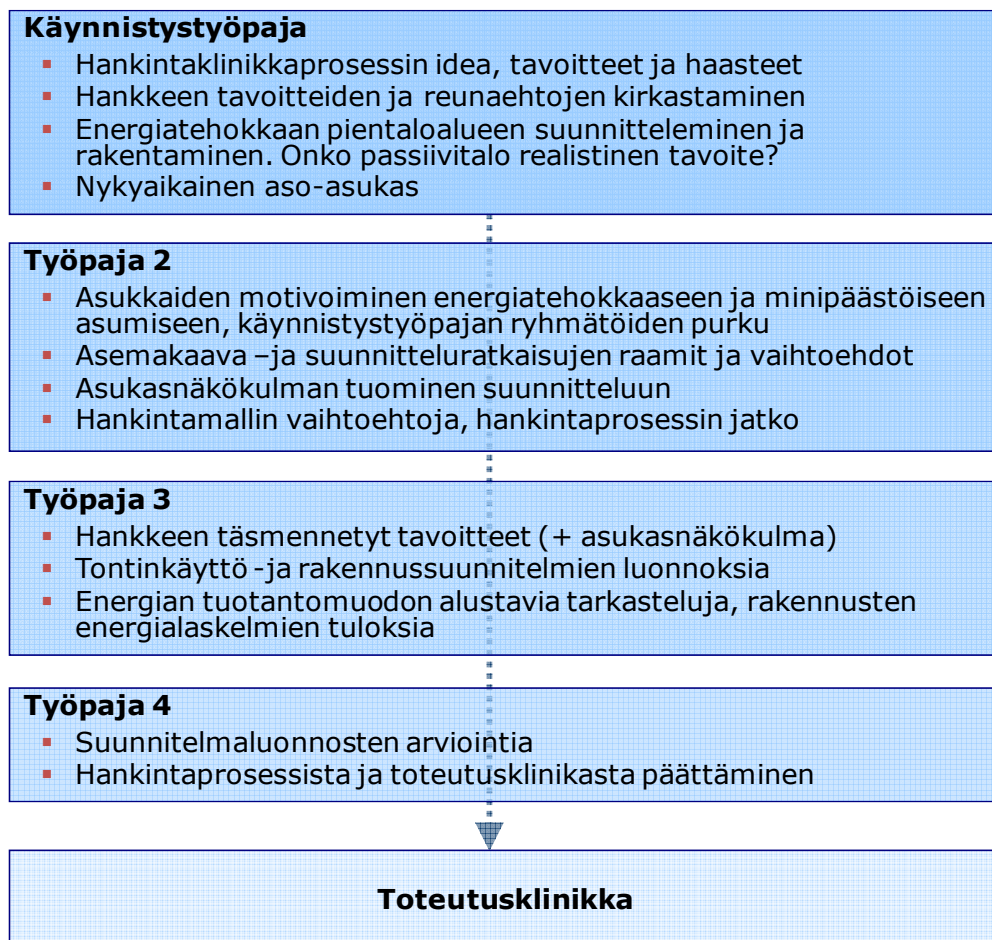 Käynnistystyöpaja
▪ Hankintaklinikkaprosessin idea, tavoitteet ja haasteet
▪ Hankkeen tavoitteiden ja reunaehtojen kirkastaminen
▪ Energiatehokkaan pientaloalueen suunnitteleminen ja
rakentaminen. Onko passiivitalo realistinen tavoite?
▪ Nykyaikainen aso-asukas
Työpaja 2
▪ Asukkaiden motivoiminen energiatehokkaaseen ja minipäästöiseen
asumiseen, käynnistystyöpajan ryhmätöiden purku
▪ Asemakaava –ja suunnitteluratkaisujen raamit ja vaihtoehdot
▪ Asukasnäkökulman tuominen suunnitteluun
▪ Hankintamallin vaihtoehtoja, hankintaprosessin jatko
Työpaja 3
▪ Hankkeen täsmennetyt tavoitteet (+ asukasnäkökulma)
▪ Tontinkäyttö -ja rakennussuunnitelmien luonnoksia
▪ Energian tuotantomuodon alustavia tarkasteluja, rakennusten
energialaskelmien tuloksia
Työpaja 4
▪ Suunnitelmaluonnosten arviointia
▪ Hankintaprosessista ja toteutusklinikasta päättäminen
Toteutusklinikka